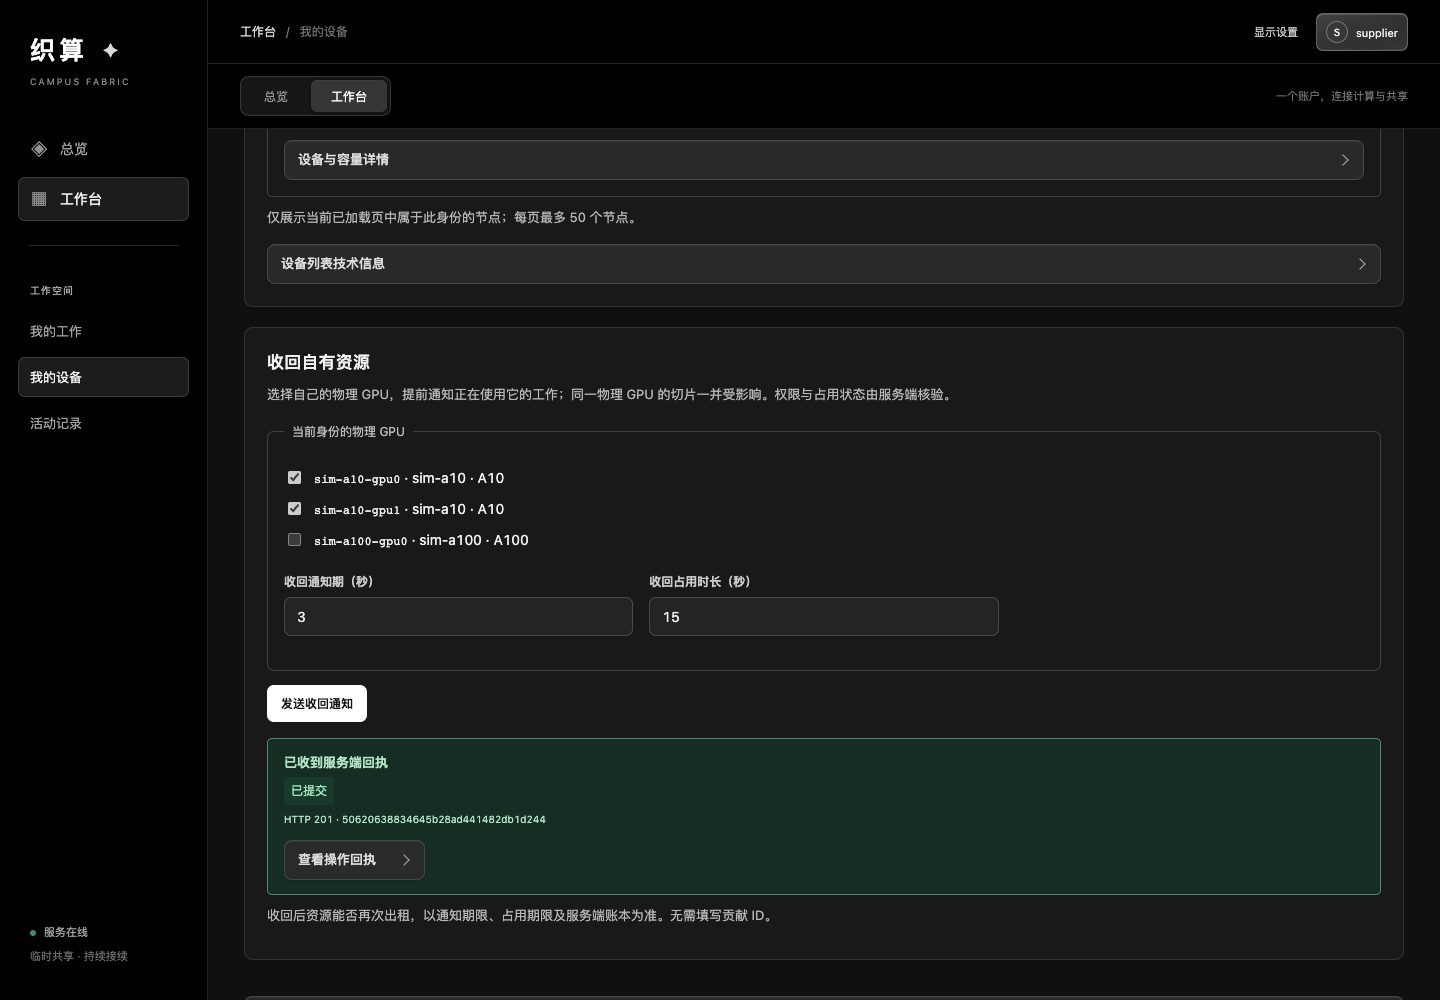 织算 ✦
CAMPUS FABRIC
总览
工作台
工作空间
我的工作
我的设备
活动记录
服务在线
临时共享 · 持续接续
工作台 / 我的设备
显示设置
S supplier
总览 工作台
一个账户，连接计算与共享
设备与容量详情
仅展示当前已加载页中属于此身份的节点；每页最多 50 个节点。
设备列表技术信息
收回自有资源
选择自己的物理 GPU，提前通知正在使用它的工作；同一物理 GPU 的切片一并受影响。权限与占用状态由服务端核验。
当前身份的物理 GPU
sim-a10-gpu0 · sim-a10 · A10
sim-a10-gpu1 · sim-a10 · A10
sim-a100-gpu0 · sim-a100 · A100
收回通知期（秒） 收回占用时长（秒）
3 15
发送收回通知
已收到服务端回执
已提交
HTTP 201 · 50620638834645b28ad441482db1d244
查看操作回执
收回后资源能否再次出租，以通知期限、占用期限及服务端账本为准。无需填写贡献 ID。